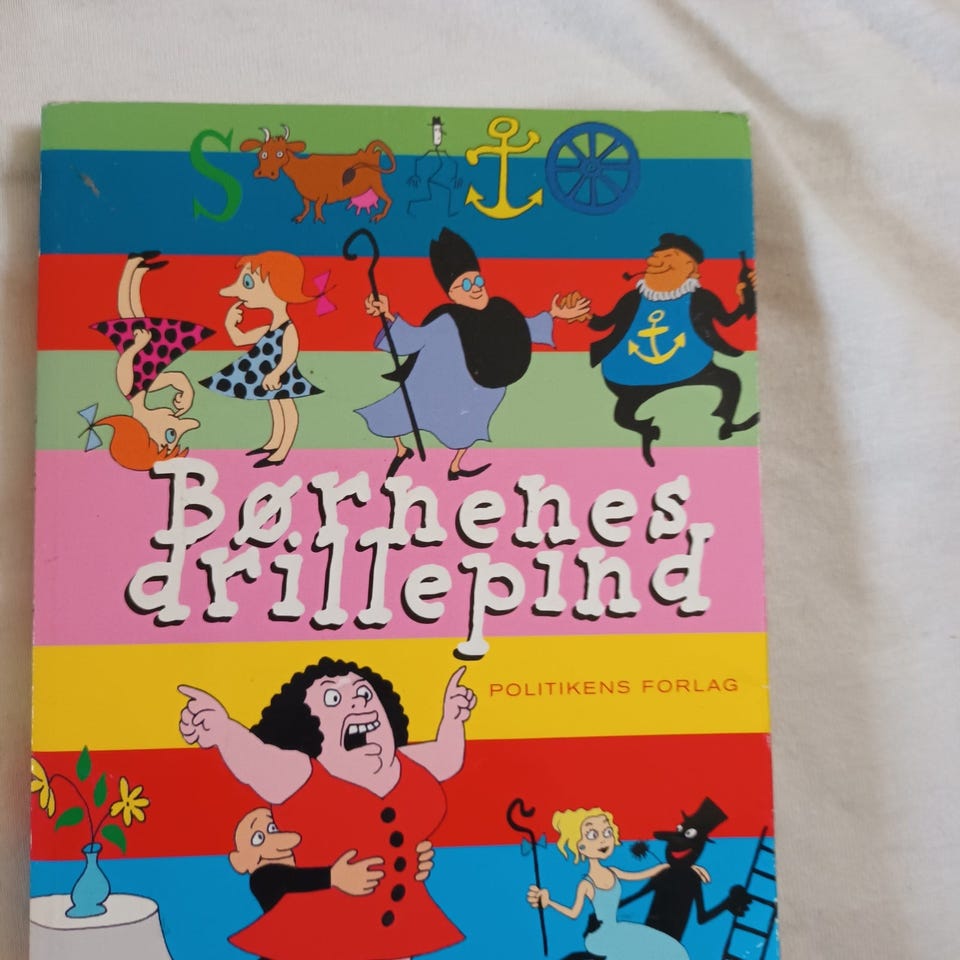 S
Børnenes
drillepind
POLITIKENS FORLAG